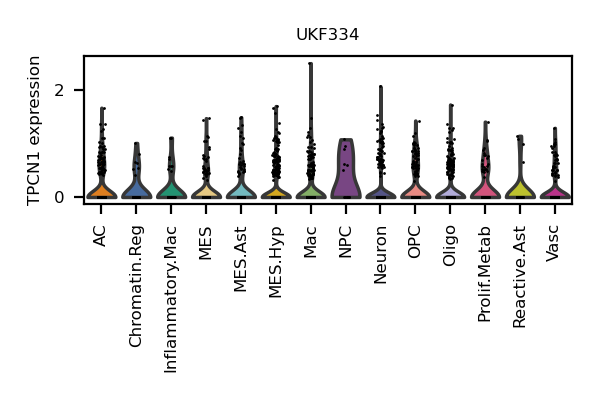 UKF334
TPCN1 expression
2
0
AC
Chromatin.Reg
Inflammatory.Mac
MES
MES.Ast
MES.Hyp
Mac
NPC
Neuron
OPC
Oligo
Prolif.Metab
Reactive.Ast
Vasc